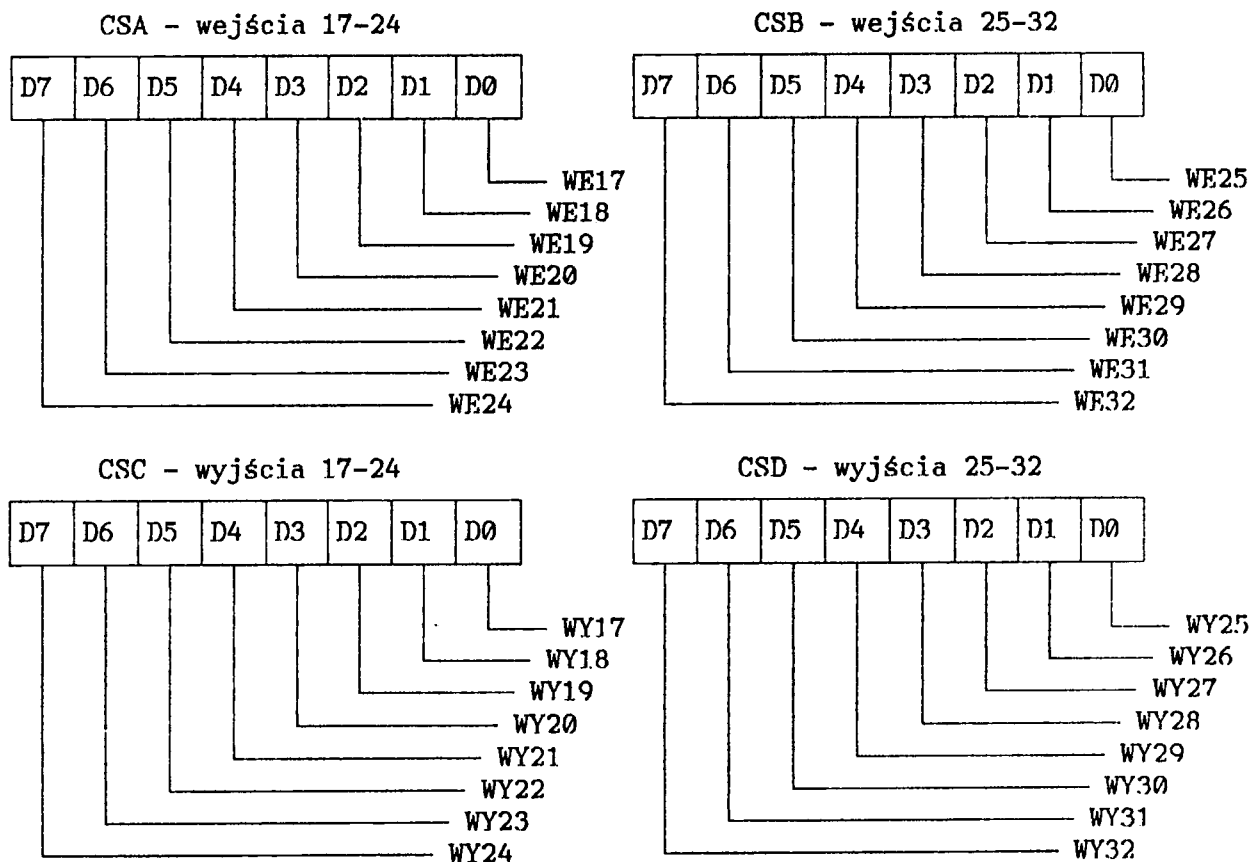 CSA - wejścia 17-24
D7 D6 D5 D4 D3 D2 D1 D0
WE17
WE18
WE19
WE20
WE21
WE22
WE23
WE24
CSB - wejścia 25-32
D7 D6 D5 D4 D3 D2 D1 D0
WE25
WE26
WE27
WE28
WE29
WE30
WE31
WE32
CSC - wyjścia 17-24
D7 D6 D5 D4 D3 D2 D1 D0
WY17
WY18
WY19
WY20
WY21
WY22
WY23
WY24
CSD - wyjścia 25-32
D7 D6 D5 D4 D3 D2 D1 D0
WY25
WY26
WY27
WY28
WY29
WY30
WY31
WY32